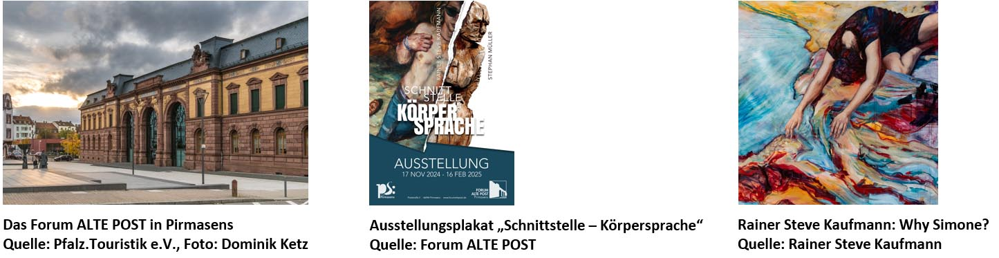 RAINER STEVE KAUFMANN
STEPHAN MÜLLER
SCHNITT
STELLE
KÖRPER
SPRACHE
AUSSTELLUNG
17 NOV 2024 - 16 FEB 2025
ps:
Pirmasens
FORUM
ALTE POST
Pirmasens
Das Forum ALTE POST in Pirmasens
Quelle: Pfalz.Touristik e.V., Foto: Dominik Ketz
Ausstellungsplakat „Schnittstelle – Körpersprache“
Quelle: Forum ALTE POST
Rainer Steve Kaufmann: Why Simone?
Quelle: Rainer Steve Kaufmann